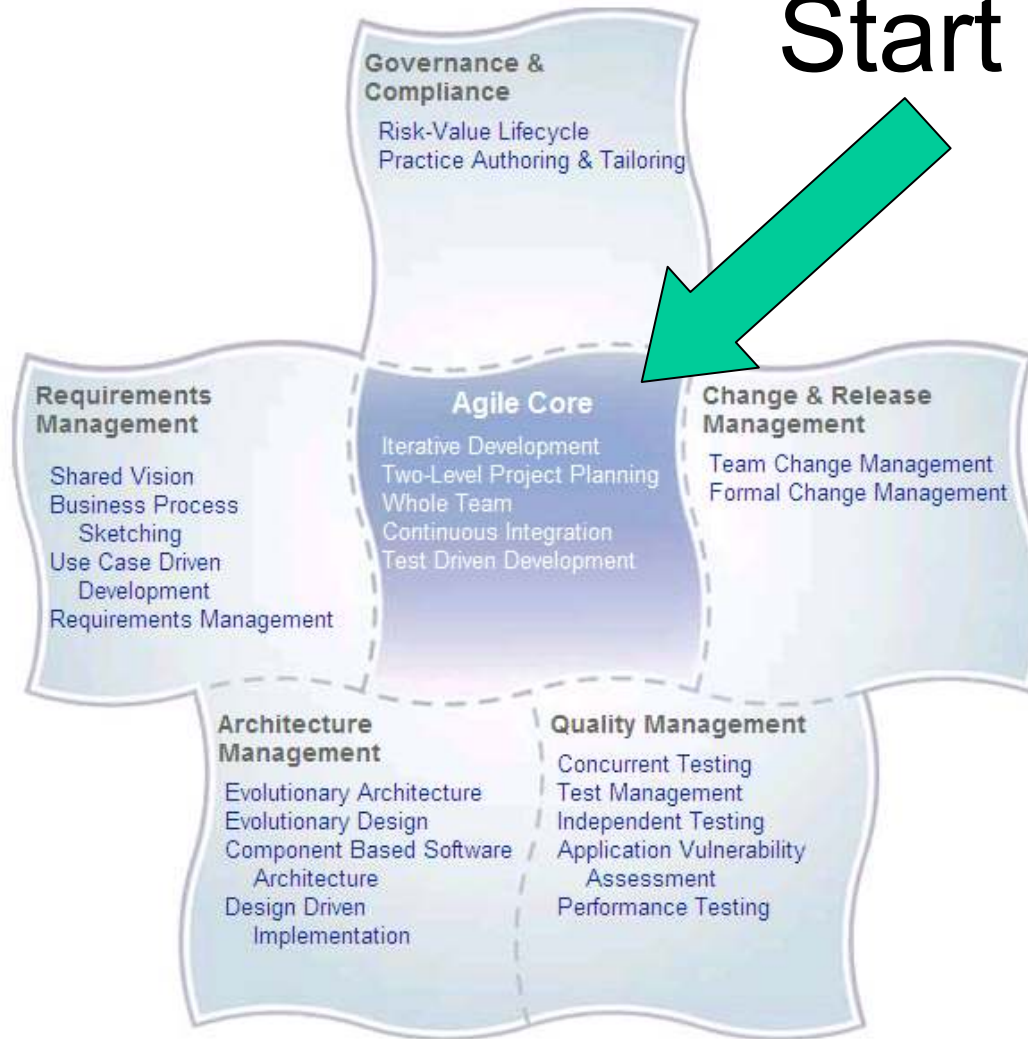 Start
Governance &
Compliance
Risk-Value Lifecycle
Practice Authoring & Tailoring
Requirements
Management
Shared Vision
Business Process
Sketching
Use Case Driven
Development
Requirements Management
Agile Core
Iterative Development
Two-Level Project Planning
Whole Team
Continuous Integration
Test Driven Development
Change & Release
Management
Team Change Management
Formal Change Management
Architecture
Management
Evolutionary Architecture
Evolutionary Design
Component Based Software
Architecture
Design Driven
Implementation
Quality Management
Concurrent Testing
Test Management
Independent Testing
Application Vulnerability
Assessment
Performance Testing